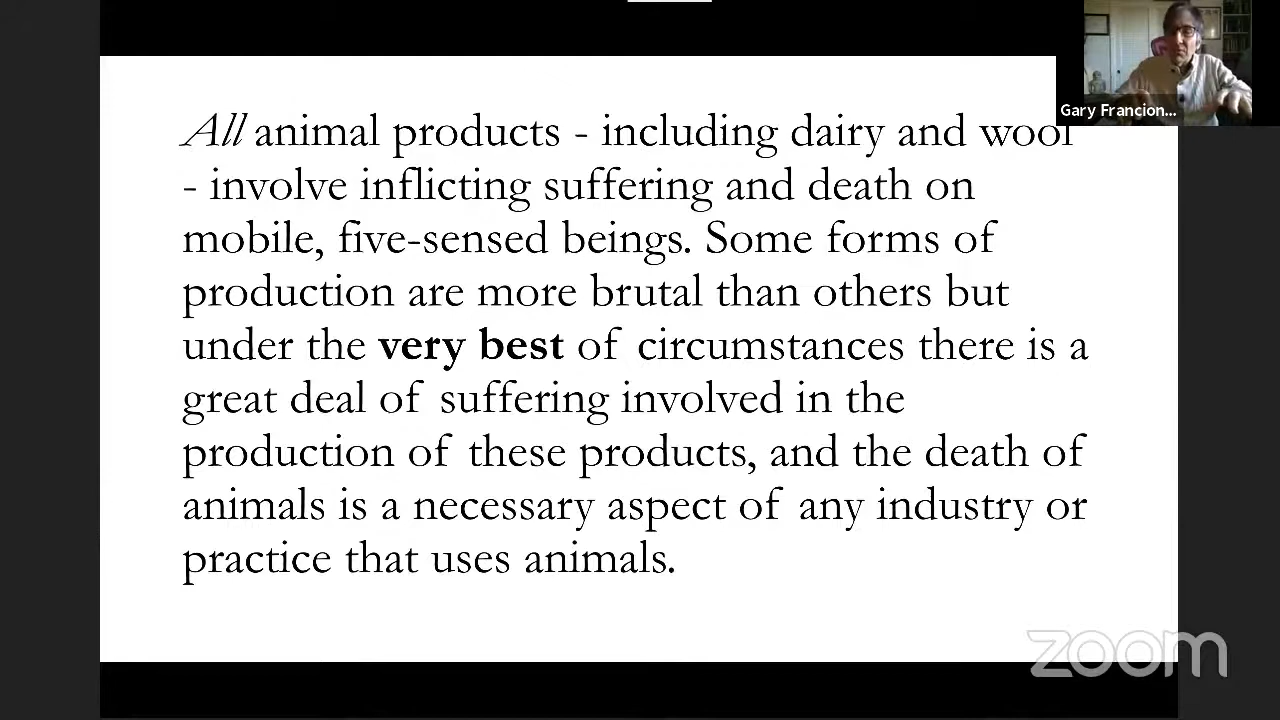 All animal products - including dairy and wool
- involve inflicting suffering and death on
mobile, five-sensed beings. Some forms of
production are more brutal than others but
under the very best of circumstances there is a
great deal of suffering involved in the
production of these products, and the death of
animals is a necessary aspect of any industry or
practice that uses animals.
Gary Francion...
zoom